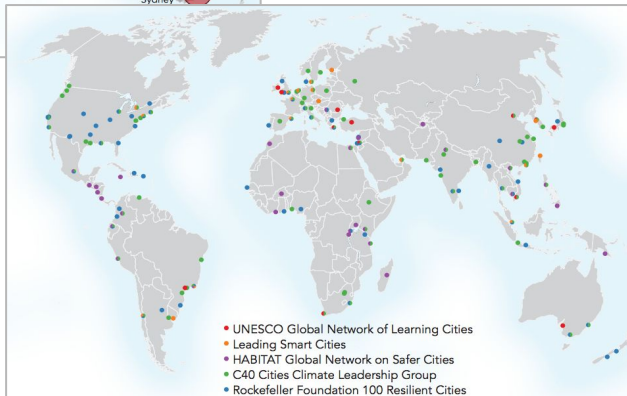 Sydney
UNESCO Global Network of Learning Cities
Leading Smart Cities
HABITAT Global Network on Safer Cities
C40 Cities Climate Leadership Group
Rockefeller Foundation 100 Resilient Cities